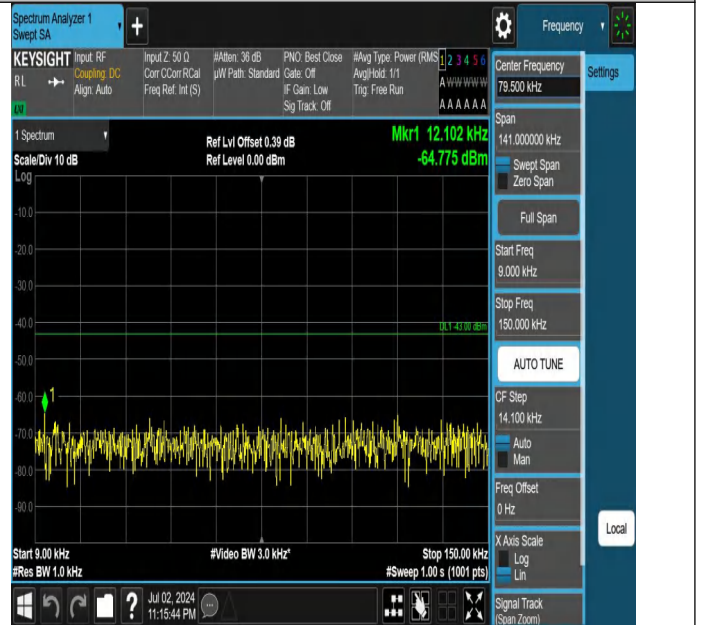 Spectrum Analyzer 1
Swept SA
+
Frequency
KEYSIGHT
RL
Input: RF
Coupling: DC
Align: Auto
Input Z: 50 Ω
Corr CCorr RCal
Freq Ref: Int (S)
#Atten: 36 dB
µW Path: Standard
PNO: Best Close
Gate: Off
IF Gain: Low
Sig Track: Off
#Avg Type: Power (RMS
Avg|Hold: 1/1
Trig: Free Run
1 2 3 4 5 6
A W W W W W
A A A A A A
1 Spectrum
Scale/Div 10 dB
Log
Ref Lvl Offset 0.39 dB
Ref Level 0.00 dBm
Mkr1 12.102 kHz
-64.775 dBm
-10.0
-20.0
-30.0
-40.0
DL1 -43.00 dBm
-50.0
-60.0
1
-70.0
-80.0
-90.0
Start 9.00 kHz
#Res BW 1.0 kHz
#Video BW 3.0 kHz*
Stop 150.00 kHz
#Sweep 1.00 s (1001 pts)
Center Frequency
79.500 kHz
Span
141.000000 kHz
Swept Span
Zero Span
Full Span
Start Freq
9.000 kHz
Stop Freq
150.000 kHz
AUTO TUNE
CF Step
14.100 kHz
Auto
Man
Freq Offset
0 Hz
X Axis Scale
Log
Lin
Signal Track
(Span Zoom)
Settings
Local
?
Jul 02, 2024
11:15:44 PM